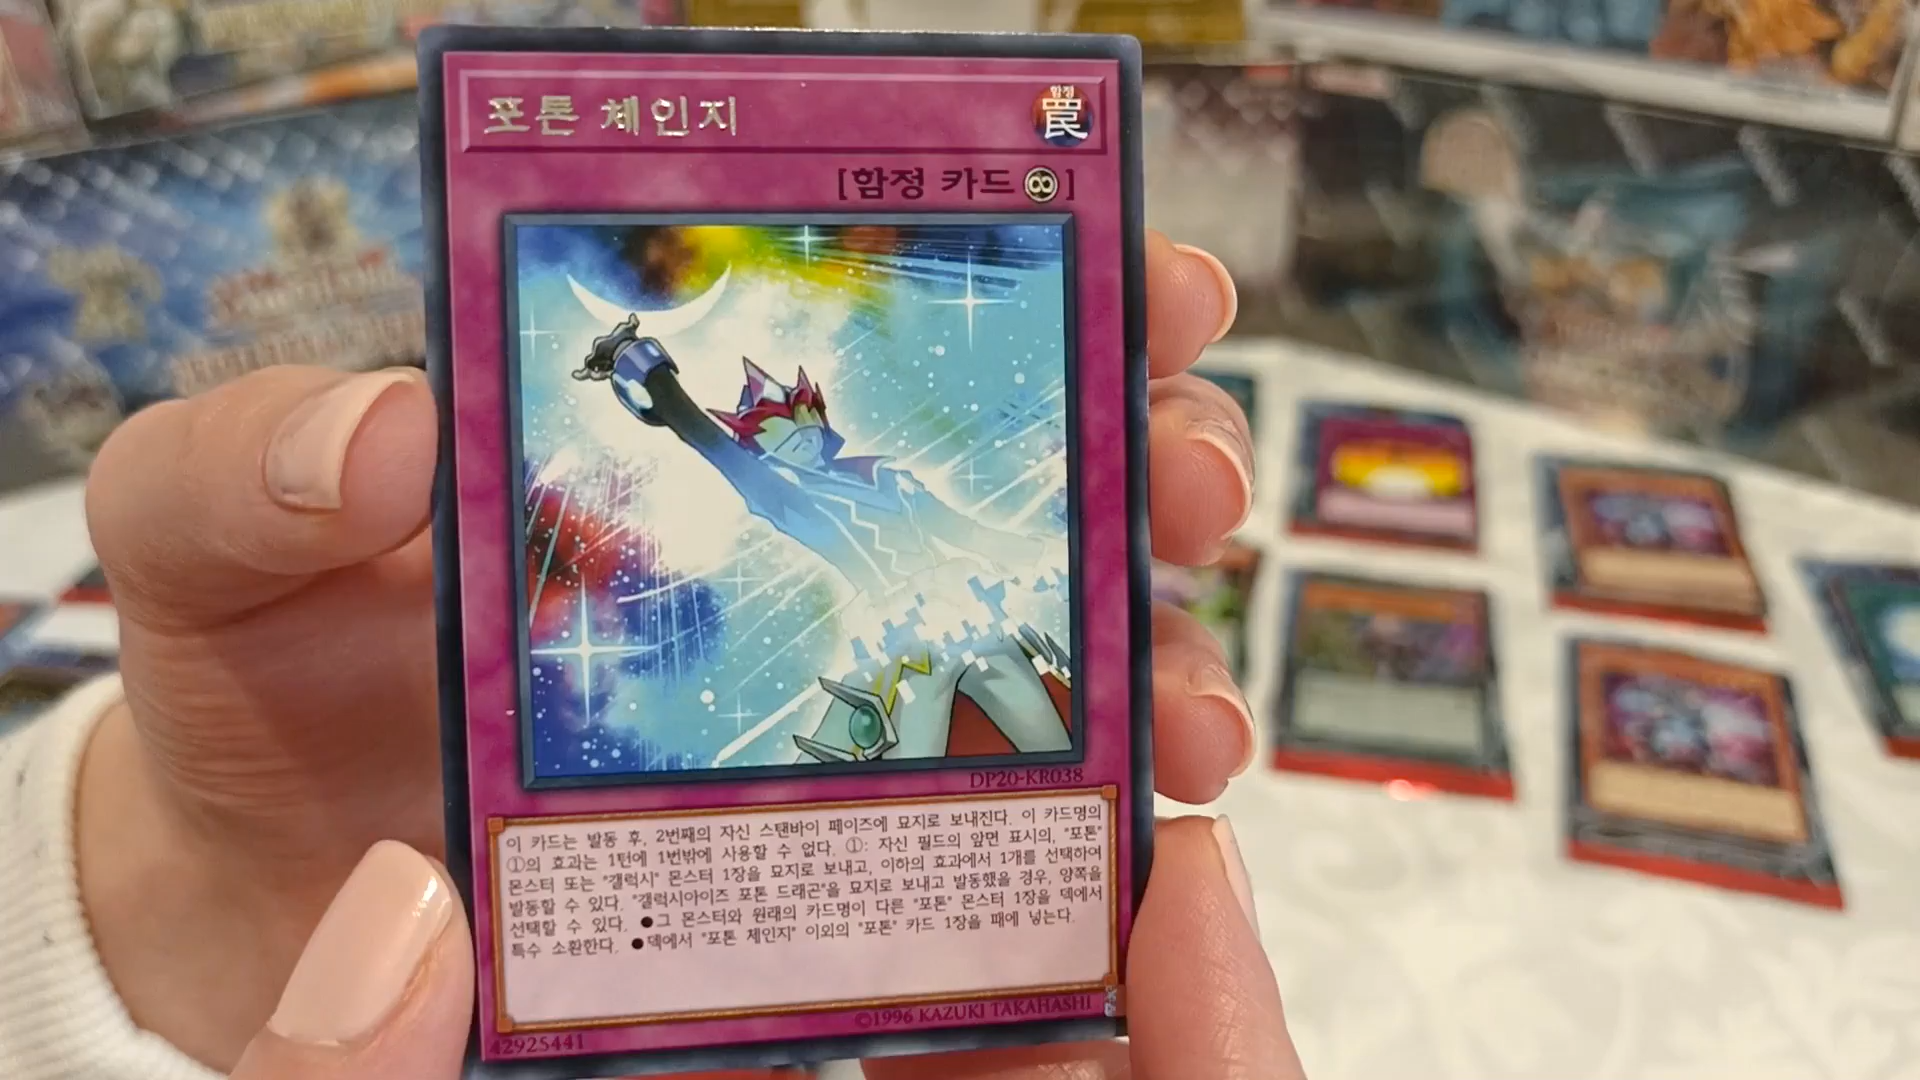 포톤 체인지
함정
罠
[함정 카드♾]
DP20-KR038
이 카드는 발동 후, 2번째의 자신 스탠바이 페이즈에 묘지로 보내진다. 이 카드명의
①의 효과는 1턴에 1번밖에 사용할 수 없다. ①: 자신 필드의 앞면 표시의, "포톤"
몬스터 또는 "갤럭시" 몬스터 1장을 묘지로 보내고, 이하의 효과에서 1개를 선택하여
발동할 수 있다. "갤럭시아이즈 포톤 드래곤"을 묘지로 보내고 발동했을 경우, 양쪽을
선택할 수 있다. ●그 몬스터와 원래의 카드명이 다른 "포톤" 몬스터 1장을 덱에서
특수 소환한다. ●덱에서 "포톤 체인지" 이외의 "포톤" 카드 1장을 패에 넣는다.
42925441
©1996 KAZUKI TAKAHASHI